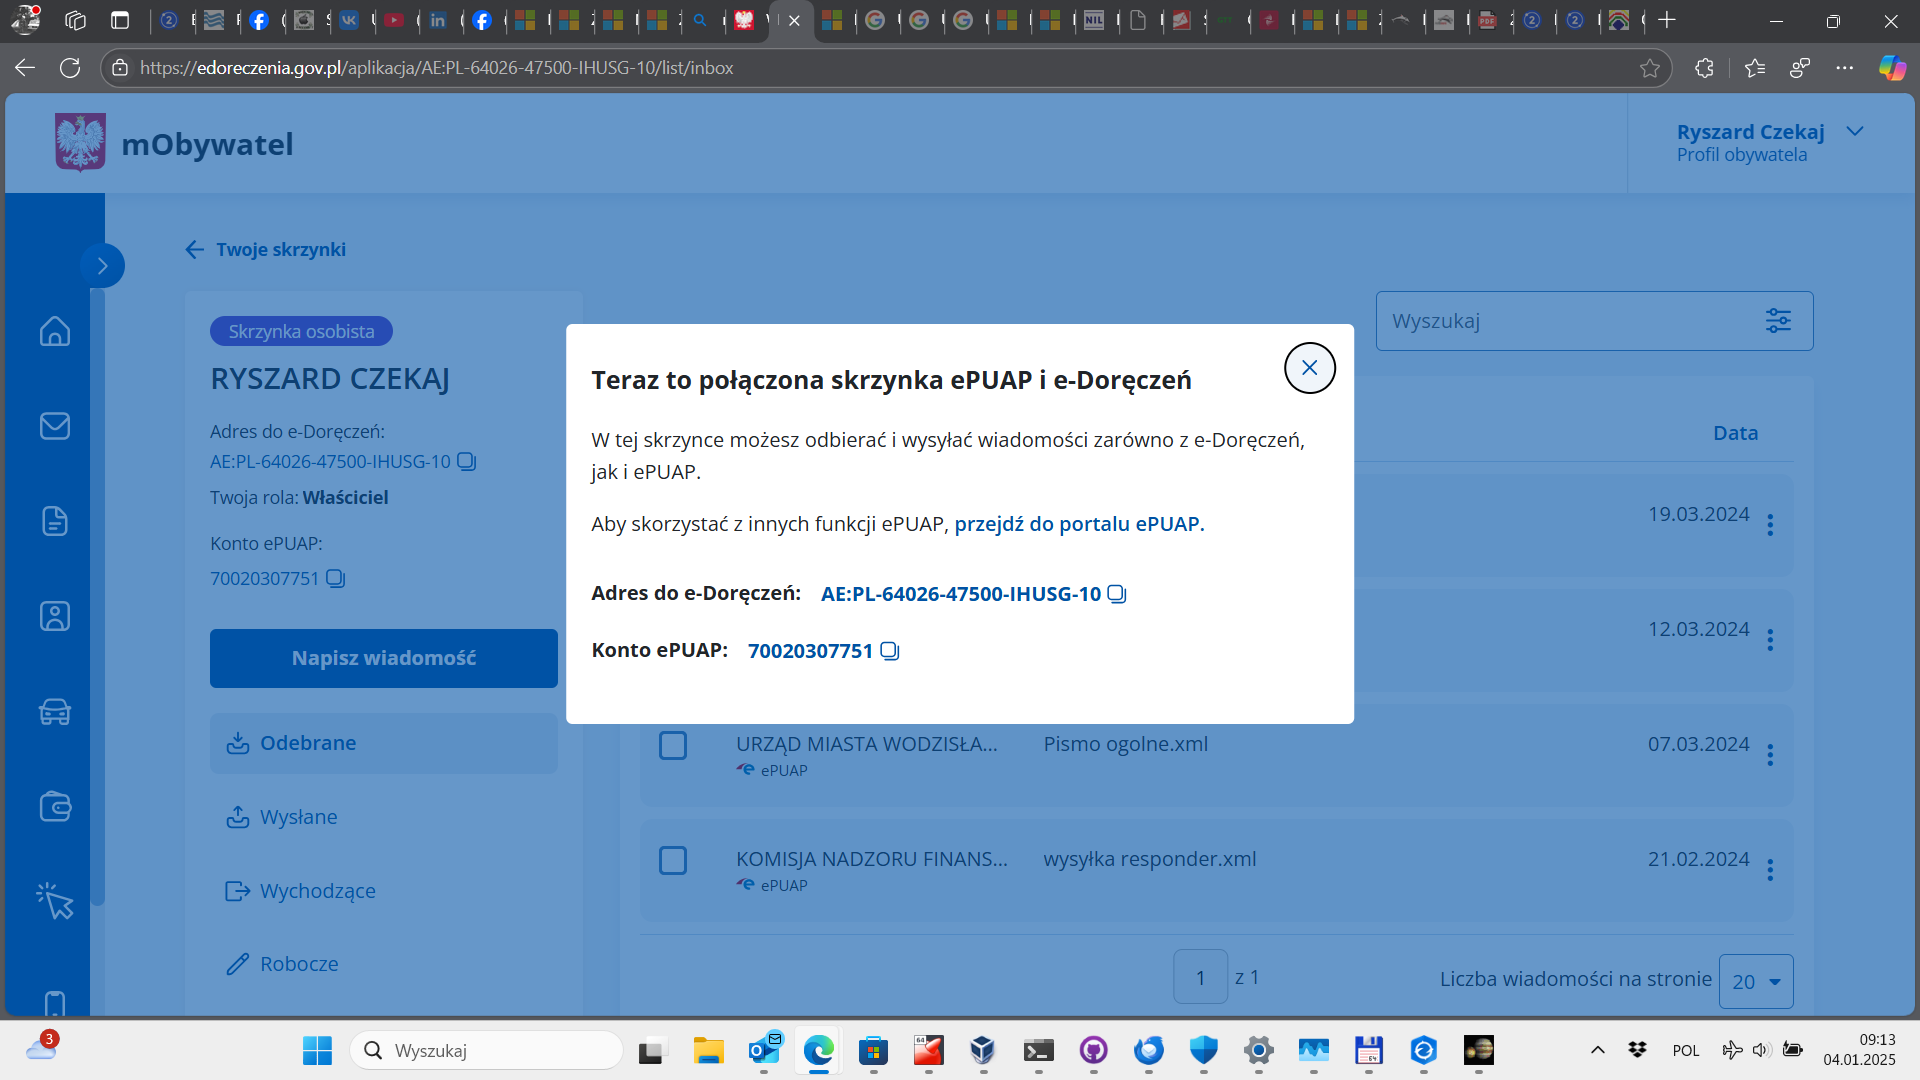 https://edoreczenia.gov.pl/aplikacja/AE:PL-64026-47500-IHUSG-10/list/inbox
mObywatel
Ryszard Czekaj
Profil obywatela
Twoje skrzynki
Skrzynka osobista
RYSZARD CZEKAJ
Adres do e-Doręczeń:
AE:PL-64026-47500-IHUSG-10
Twoja rola: Właściciel
Konto ePUAP:
70020307751
Napisz wiadomość
Odebrane
Wysłane
Wychodzące
Robocze
Wyszukaj
Data
Teraz to połączona skrzynka ePUAP i e-Doręczeń
W tej skrzynce możesz odbierać i wysyłać wiadomości zarówno z e-Doręczeń,
jak i ePUAP.
Aby skorzystać z innych funkcji ePUAP, przejdź do portalu ePUAP.
Adres do e-Doręczeń: AE:PL-64026-47500-IHUSG-10
Konto ePUAP: 70020307751
19.03.2024
12.03.2024
URZĄD MIASTA WODZISŁA... Pismo ogolne.xml 07.03.2024
ePUAP
KOMISJA NADZORU FINANS... wysyłka responder.xml 21.02.2024
ePUAP
1 z 1
Liczba wiadomości na stronie 20
3
Wyszukaj
POL
09:13
04.01.2025